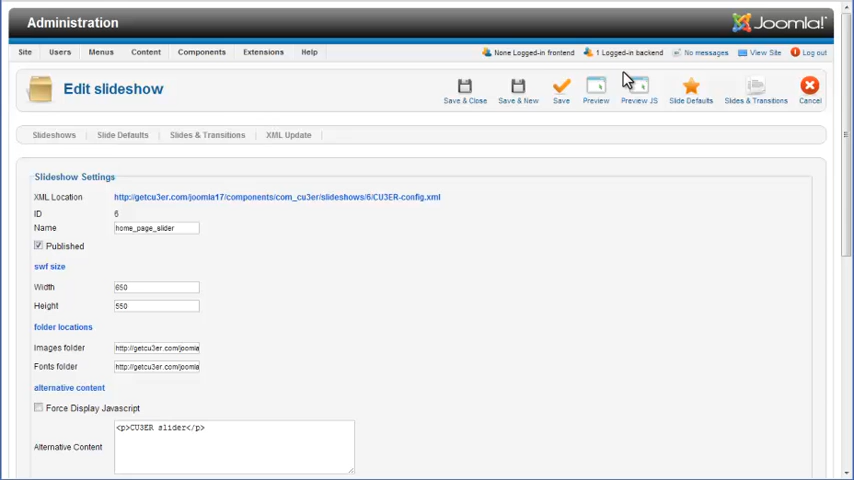 Administration
Joomla!
Site Users Menus Content Components Extensions Help
None Logged-in frontend 1 Logged-in backend No messages View Site Log out
Edit slideshow
Save & Close Save & New Save Preview Preview JS Slide Defaults Slides & Transitions Cancel
Slideshows Slide Defaults Slides & Transitions XML Update
Slideshow Settings
XML Location http://getcu3er.com/joomla17/components/com_cu3er/slideshows/6/CU3ER-config.xml
ID 6
Name home_page_slider
Published
swf size
Width 650
Height 550
folder locations
Images folder http://getcu3er.com/joomla
Fonts folder http://getcu3er.com/joomla
alternative content
Force Display Javascript
<p>CU3ER slider</p>
Alternative Content